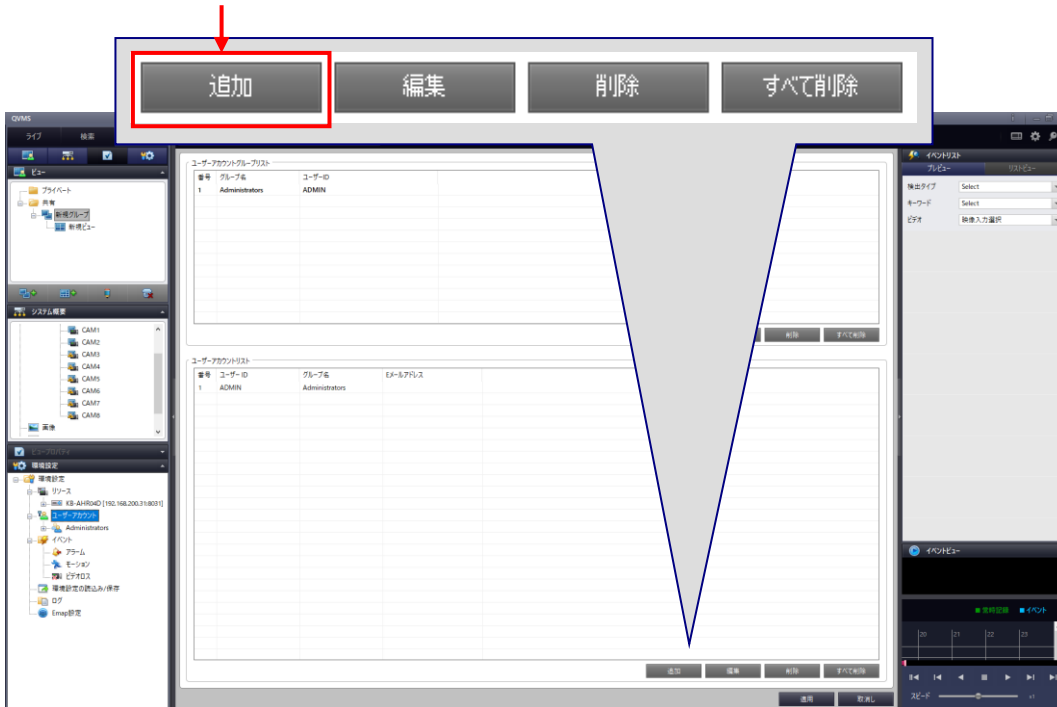 追加 編集 削除 すべて削除
QVMS
ライブ 検索
ビュー
プライベート
共有
新規グループ
新規ビュー
システム概要
CAM1
CAM2
CAM3
CAM4
CAM5
CAM6
CAM7
CAM8
画像
ビュープロパティ
環境設定
環境設定
リソース
KB-AHR04D [192.168.200.31:8031]
ユーザーアカウント
Administrators
イベント
アラーム
モーション
ビデオロス
環境設定の読込み/保存
ログ
Emap設定
ユーザーアカウントグループリスト
番号 グループ名 ユーザーID
1 Administrators ADMIN
削除 すべて削除
ユーザーアカウントリスト
番号 ユーザー ID グループ名 Eメールアドレス
1 ADMIN Administrators
追加 編集 削除 すべて削除
適用 取消し
イベントリスト
プレビュー リストビュー
検出タイプ Select
キーワード Select
ビデオ 映像入力選択
イベントビュー
定時記録 イベント
20 21 22 23
スピード x1